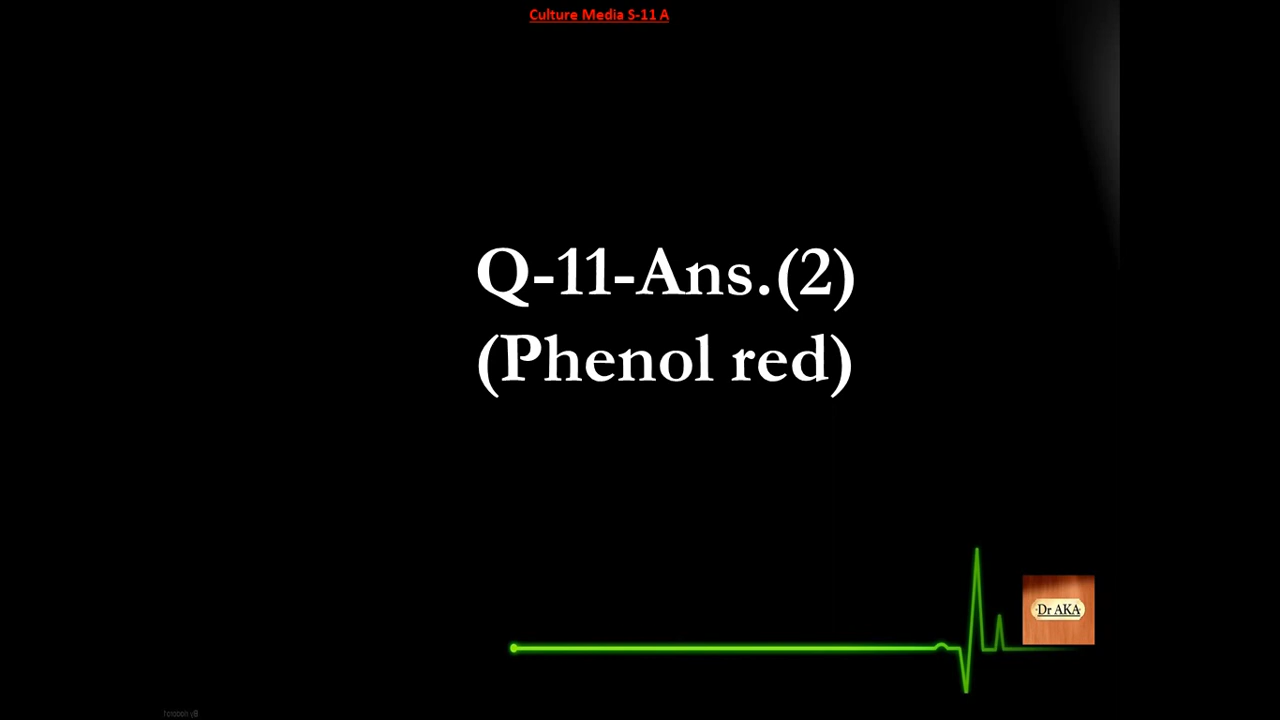 Culture Media S-11 A
Q-11-Ans.(2)
(Phenol red)
Dr AKA